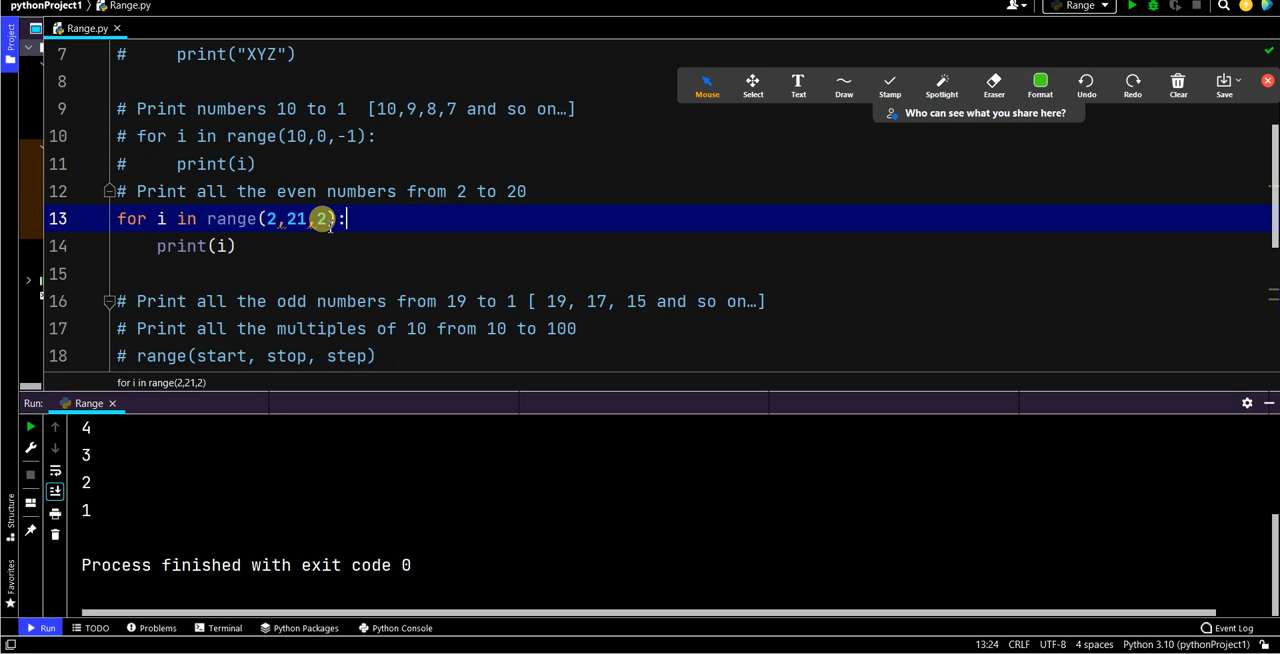 pythonProject1 Range.py
Range
Project
Range.py
7 # print("XYZ")
8
Mouse Select Text Draw Stamp Spotlight Eraser Format Undo Redo Clear Save
9 # Print numbers 10 to 1 [10,9,8,7 and so on…]
Who can see what you share here?
10 # for i in range(10,0,-1):
11 # print(i)
12 # Print all the even numbers from 2 to 20
13 for i in range(2,21,2):
14 print(i)
15
16 # Print all the odd numbers from 19 to 1 [ 19, 17, 15 and so on…]
17 # Print all the multiples of 10 from 10 to 100
18 # range(start, stop, step)
for i in range(2,21,2)
Run: Range
4
3
2
1
Process finished with exit code 0
Structure
Favorites
Run TODO Problems Terminal Python Packages Python Console Event Log
13:24 CRLF UTF-8 4 spaces Python 3.10 (pythonProject1)